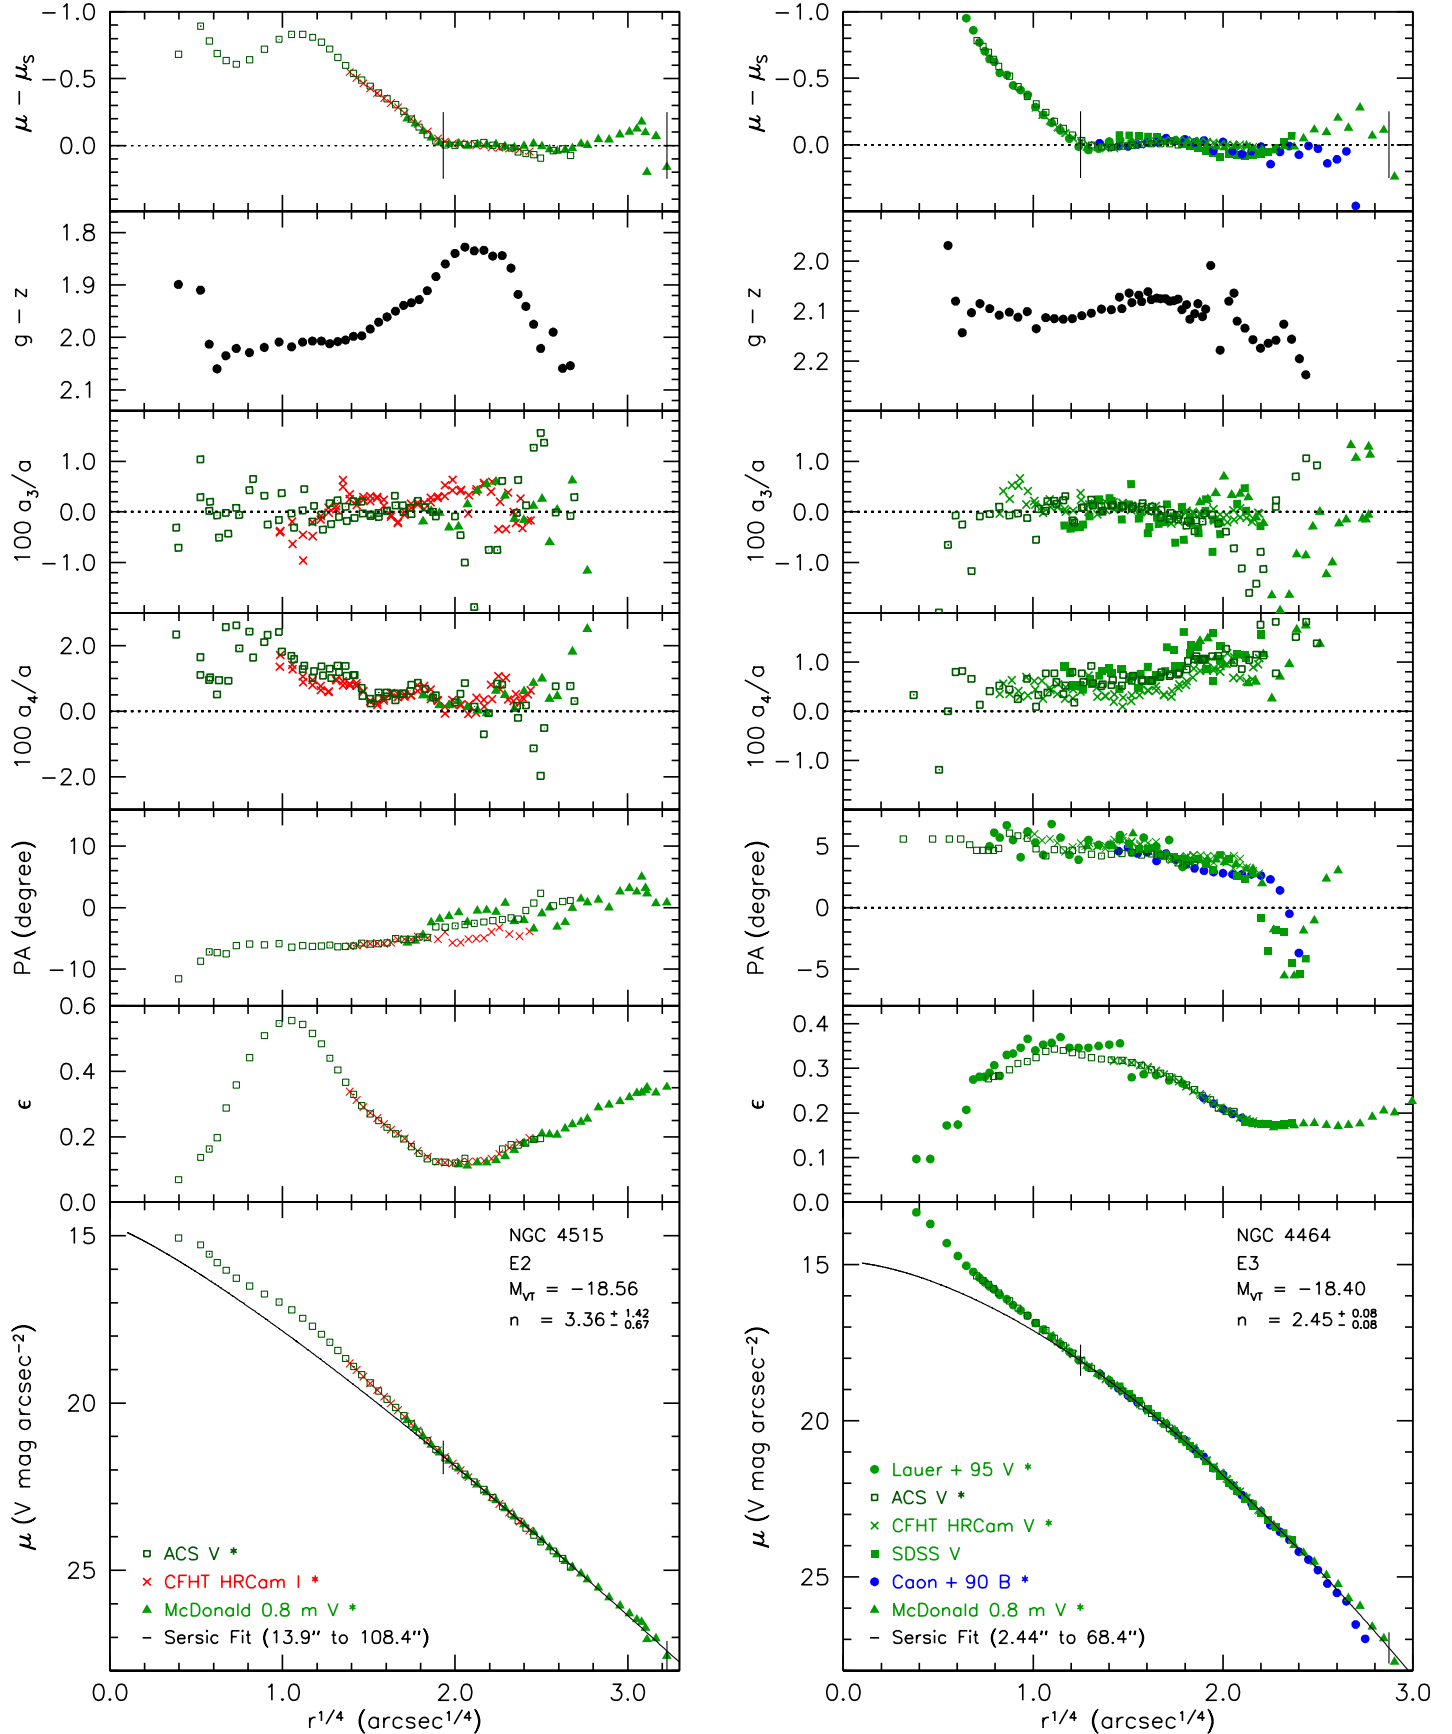 −1.0
−0.5
0.0
μ − μS
1.8
1.9
2.0
2.1
g − z
1.0
0.0
−1.0
100 a3/a
2.0
0.0
−2.0
100 a4/a
10
0
−10
PA (degree)
0.6
0.4
0.2
0.0
ϵ
15
20
25
μ (V mag arcsec−2)
NGC 4515
E2
MVT = −18.56
n = 3.36 + 1.42 − 0.67
ACS V *
CFHT HRCam I *
McDonald 0.8 m V *
− Sersic Fit (13.9″ to 108.4″)
0.0 1.0 2.0 3.0
r1/4 (arcsec1/4)
−1.0
−0.5
0.0
μ − μS
2.0
2.1
2.2
g − z
1.0
0.0
−1.0
100 a3/a
1.0
0.0
−1.0
100 a4/a
5
0
−5
PA (degree)
0.4
0.3
0.2
0.1
0.0
ϵ
15
20
25
μ (V mag arcsec−2)
NGC 4464
E3
MVT = −18.40
n = 2.45 + 0.08 − 0.08
Lauer + 95 V *
ACS V *
CFHT HRCam V *
SDSS V
Caon + 90 B *
McDonald 0.8 m V *
− Sersic Fit (2.44″ to 68.4″)
0.0 1.0 2.0 3.0
r1/4 (arcsec1/4)